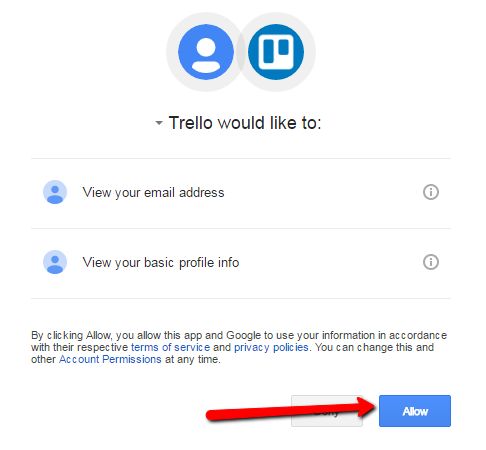 Trello would like to:
View your email address
View your basic profile info
By clicking Allow, you allow this app and Google to use your information in accordance
with their respective terms of service and privacy policies. You can change this and
other Account Permissions at any time.
Allow